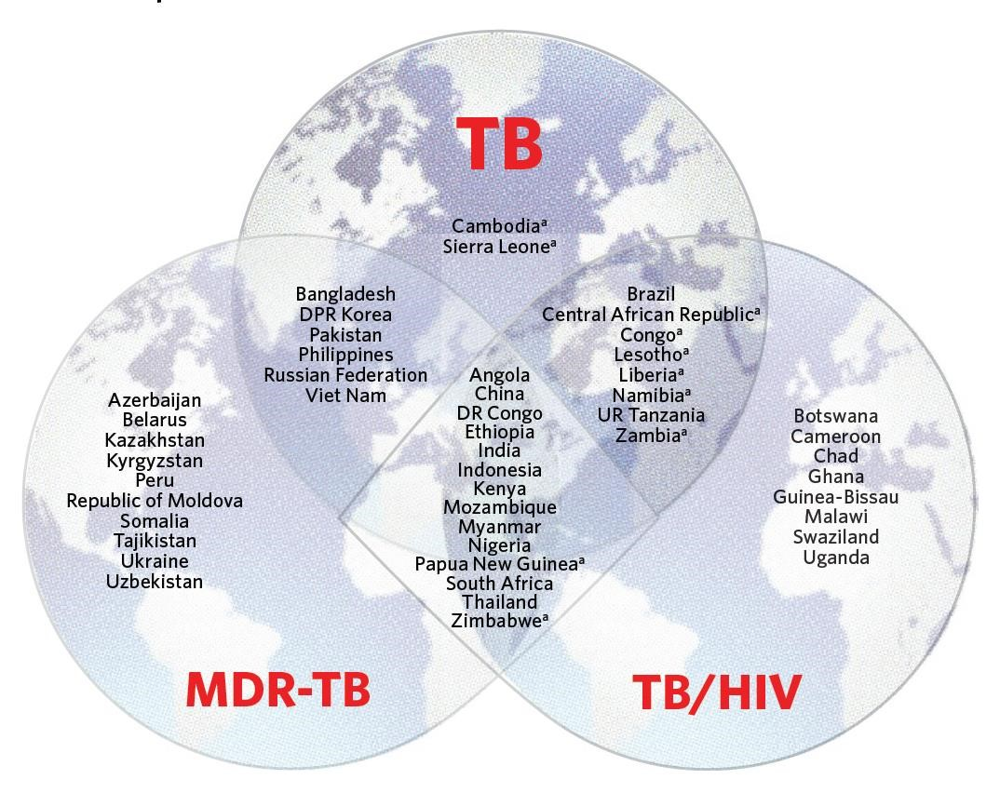 TB
Cambodiaᵃ
Sierra Leoneᵃ
Bangladesh
DPR Korea
Pakistan
Philippines
Russian Federation
Viet Nam
Brazil
Central African Republicᵃ
Congoᵃ
Lesothoᵃ
Liberiaᵃ
Namibiaᵃ
UR Tanzania
Zambiaᵃ
Angola
China
DR Congo
Ethiopia
India
Indonesia
Kenya
Mozambique
Myanmar
Nigeria
Papua New Guineaᵃ
South Africa
Thailand
Zimbabweᵃ
Azerbaijan
Belarus
Kazakhstan
Kyrgyzstan
Peru
Republic of Moldova
Somalia
Tajikistan
Ukraine
Uzbekistan
Botswana
Cameroon
Chad
Ghana
Guinea-Bissau
Malawi
Swaziland
Uganda
MDR-TB
TB/HIV